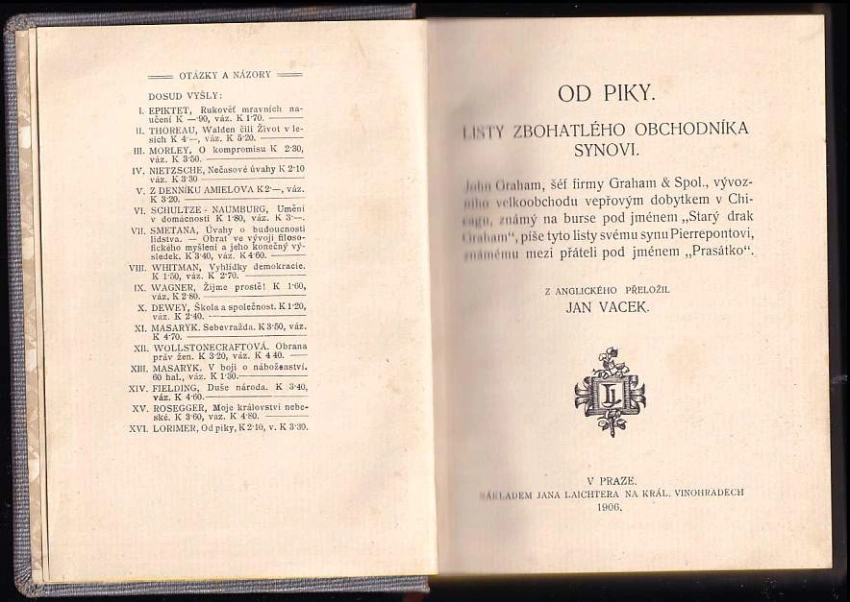 OTÁZKY A NÁZORY
DOSUD VYŠLY:
I. EPIKTET, Rukověť mravních na-
učení K —·90, váz. K 1·70.
II. THOREAU, Walden čili Život v le-
sích K 4·—, váz. K 5·20.
III. MORLEY, O kompromisu K 2·30,
váz. K 3·50.
IV. NIETZSCHE, Nečasové úvahy K 2·10
váz. K 3·30
V. Z DENNÍKU AMIELOVA K 2·—, váz.
K 3·20.
VI. SCHULTZE - NAUMBURG, Umění
v domácnosti K 1·80, váz. K 3·—.
VII. SMETANA, Úvahy o budoucnosti
lidstva. — Obrat ve vývoji filoso-
fického myšlení a jeho konečný vý-
sledek. K 3·40, váz. K 4·60.
VIII. WHITMAN, Vyhlídky demokracie.
K 1·50, váz. K 2·70.
IX. WAGNER, Žijme prostě! K 1·60,
váz. K 2·80.
X. DEWEY, Škola a společnost. K 1·20,
váz. K 2·40.
XI. MASARYK. Sebevražda. K 3·50, váz.
K 4·70.
XII. WOLLSTONECRAFTOVÁ. Obrana
práv žen. K 3·20, váz. K 4 40.
XIII. MASARYK. V boji o náboženství.
60 hal., váz. K 1·30.
XIV. FIELDING, Duše národa. K 3·40,
váz. K 4·60.
XV. ROSEGGER, Moje království nebe-
ské. K 3·60, váz. K 4·80.
XVI. LORIMER, Od piky, K 2·10, v. K 3·30.
OD PIKY.
LISTY ZBOHATLÉHO OBCHODNÍKA
SYNOVI.
John Graham, šéf firmy Graham & Spol., vývoz-
ního velkoobchodu vepřovým dobytkem v Chi-
cagu, známý na burse pod jménem „Starý drak
Graham“, píše tyto listy svému synu Pierrepontovi,
známému mezi přáteli pod jménem „Prasátko“.
Z ANGLICKÉHO PŘELOŽIL
JAN VACEK.
JL
V PRAZE.
NÁKLADEM JANA LAICHTERA NA KRÁL. VINOHRADECH
1906.